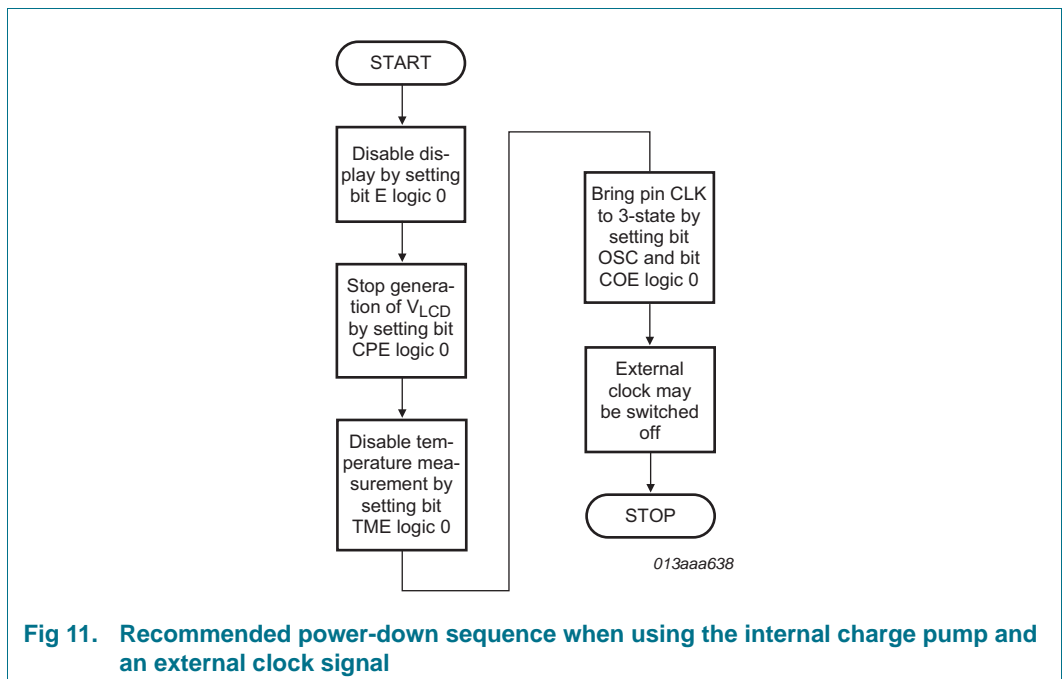 START
Disable dis-
play by setting
bit E logic 0
Stop genera-
tion of VLCD
by setting bit
CPE logic 0
Disable tem-
perature mea-
surement by
setting bit
TME logic 0
Bring pin CLK
to 3-state by
setting bit
OSC and bit
COE logic 0
External
clock may
be switched
off
STOP
013aaa638
Fig 11. Recommended power-down sequence when using the internal charge pump and
an external clock signal